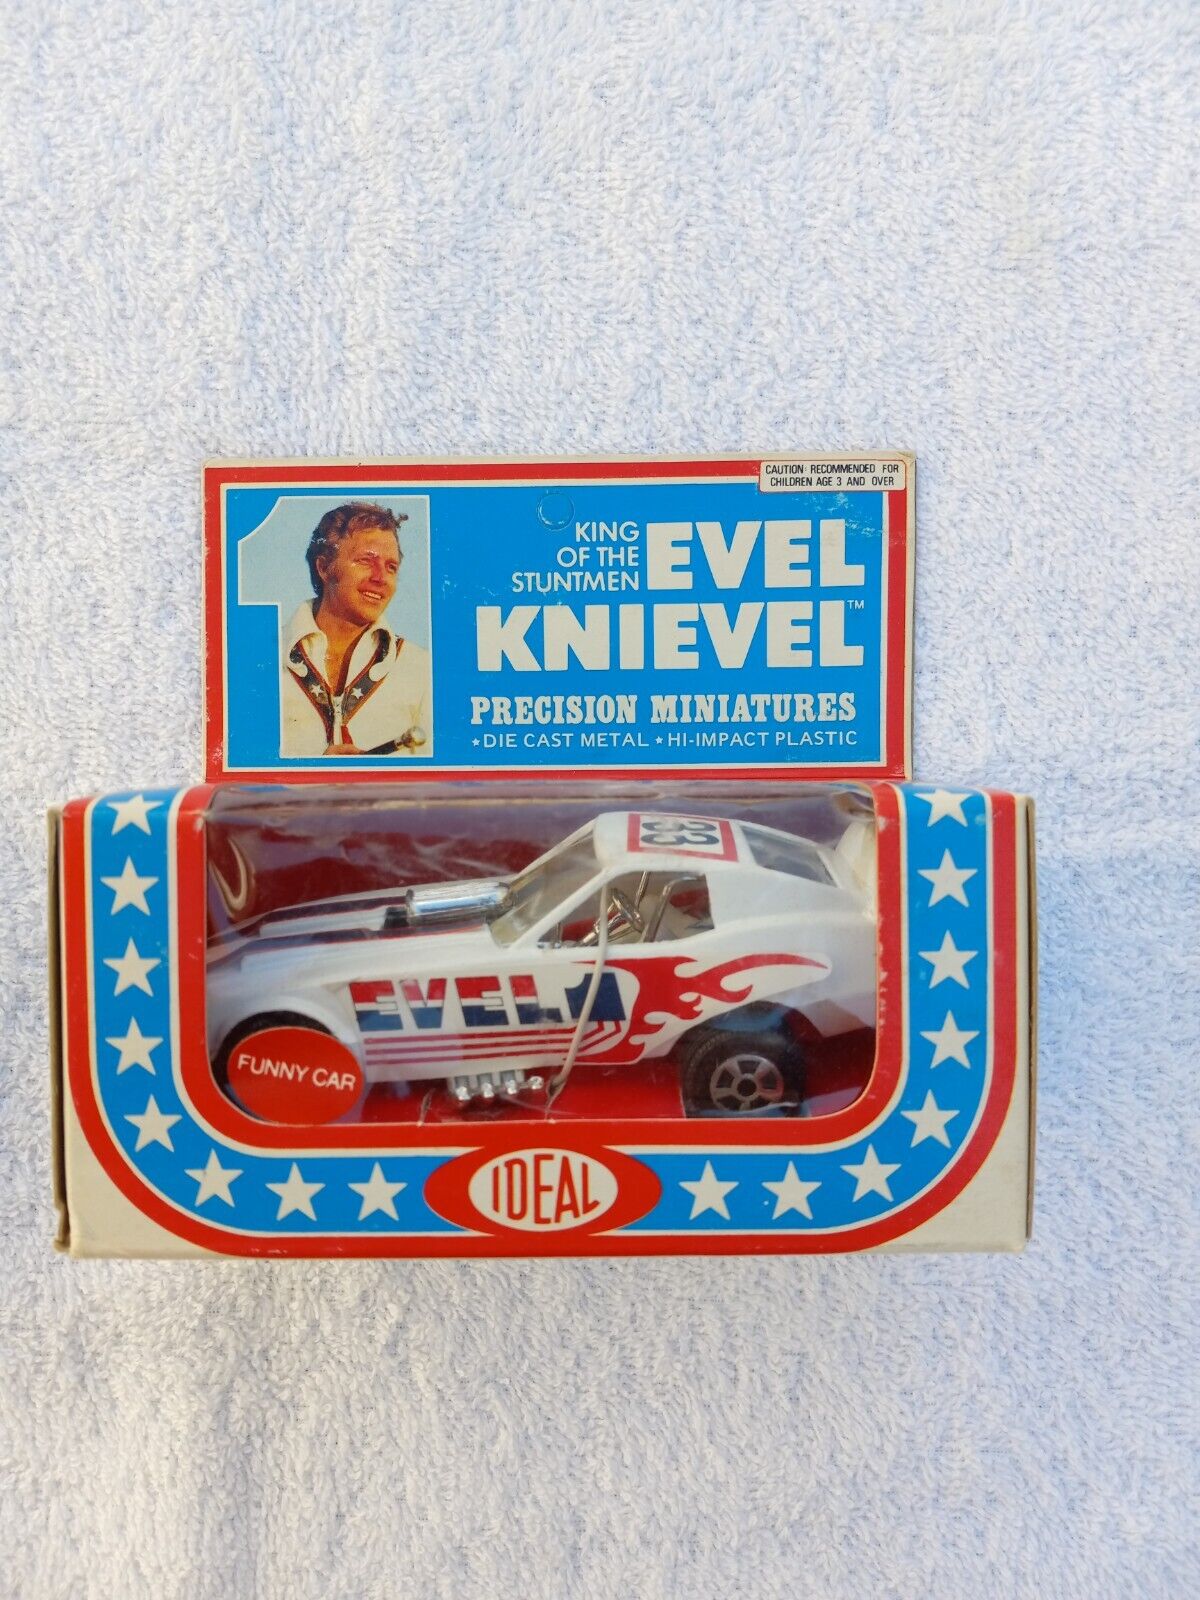 CAUTION: RECOMMENDED FOR
CHILDREN AGE 3 AND OVER
1
KING
OF THE
STUNTMEN
EVEL
KNIEVEL™
PRECISION MINIATURES
★DIE CAST METAL ★HI-IMPACT PLASTIC
EVEL 1
FUNNY CAR
IDEAL